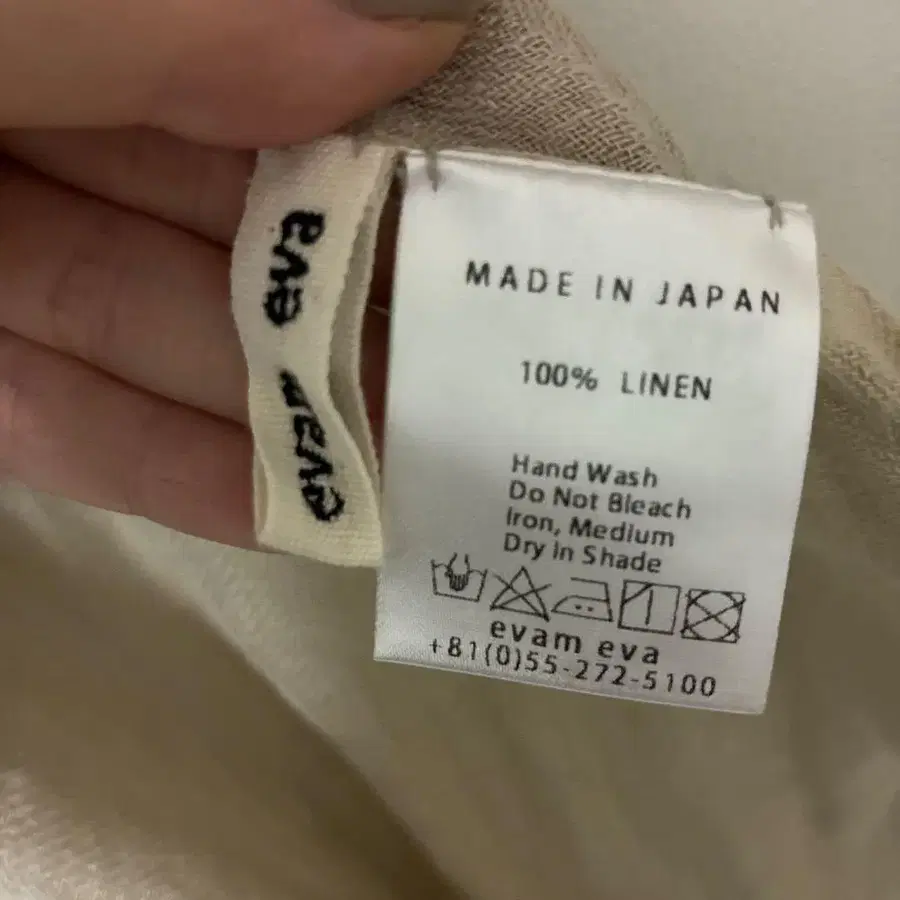 evam eva
MADE IN JAPAN
100% LINEN
Hand Wash
Do Not Bleach
Iron, Medium
Dry in Shade
evam eva
+81(0)55-272-5100